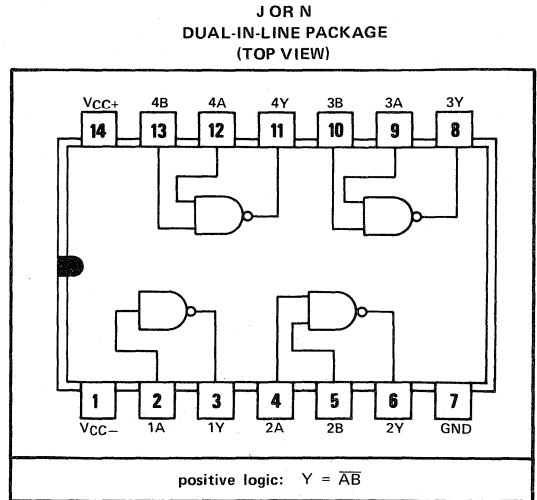 J OR N
DUAL-IN-LINE PACKAGE
(TOP VIEW)
VCC+ 4B 4A 4Y 3B 3A 3Y
14 13 12 11 10 9 8
1 2 3 4 5 6 7
VCC− 1A 1Y 2A 2B 2Y GND
positive logic: Y = A̅B̅